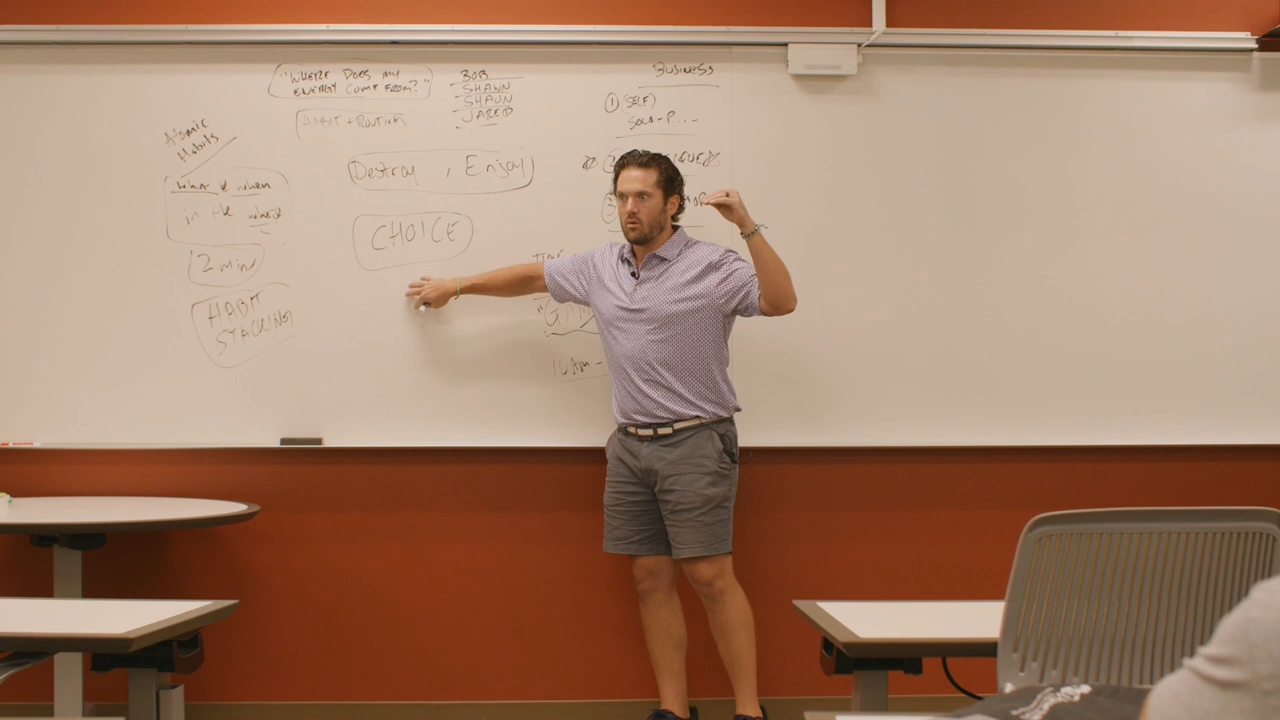 "WHERE DOES MY
ENERGY COME FROM?"
HABIT + ROUTINE
BOB
SHAWN
SHAUN
JARED
BUSINESS
① (SELF)
SOLO-P...
Atomic
Habits
what & when
in the where
2 min
HABIT
STACKING
Destroy , Enjoy
CHOICE
10AM -